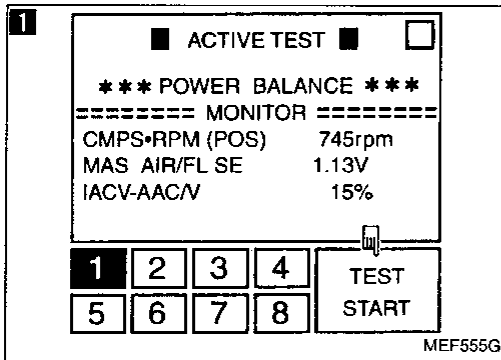 1
■ ACTIVE TEST ■ □
*** POWER BALANCE ***
======== MONITOR ========
CMPS•RPM (POS) 745rpm
MAS AIR/FL SE 1.13V
IACV-AAC/V 15%
1 2 3 4
5 6 7 8
TEST
START
MEF555G